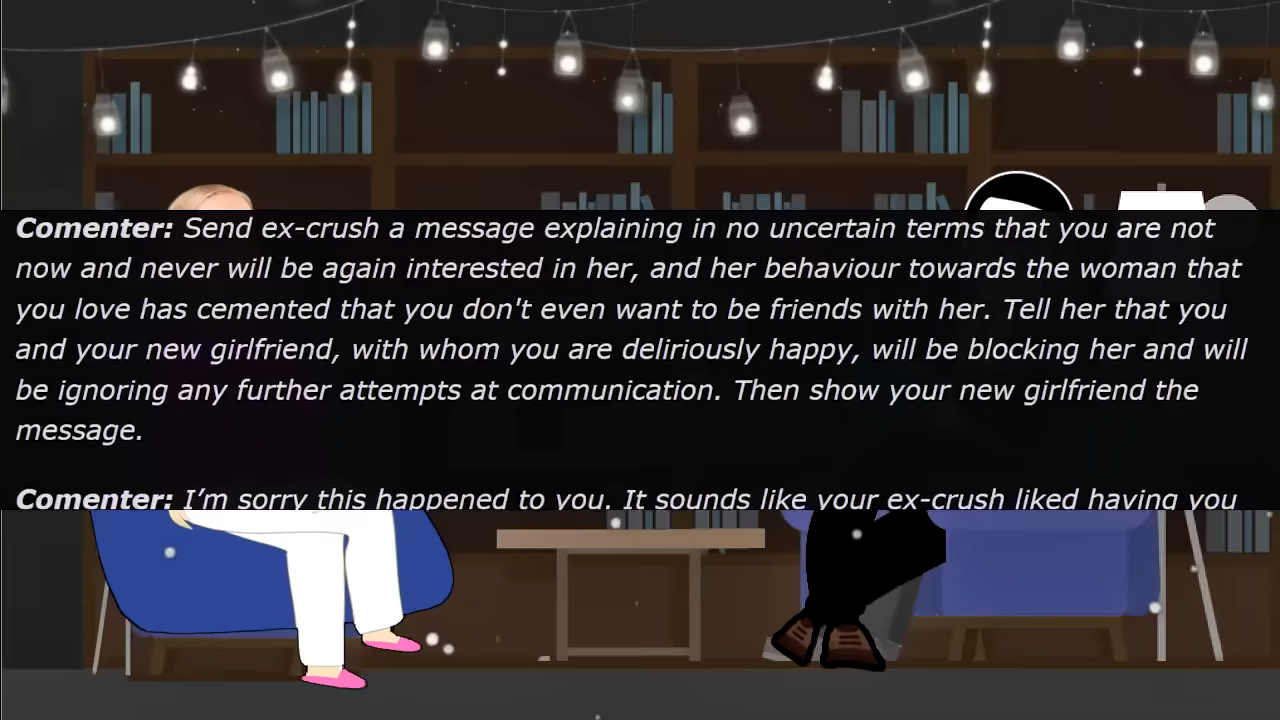 Comenter: Send ex-crush a message explaining in no uncertain terms that you are not
now and never will be again interested in her, and her behaviour towards the woman that
you love has cemented that you don't even want to be friends with her. Tell her that you
and your new girlfriend, with whom you are deliriously happy, will be blocking her and will
be ignoring any further attempts at communication. Then show your new girlfriend the
message.
Comenter: I’m sorry this happened to you. It sounds like your ex-crush liked having you